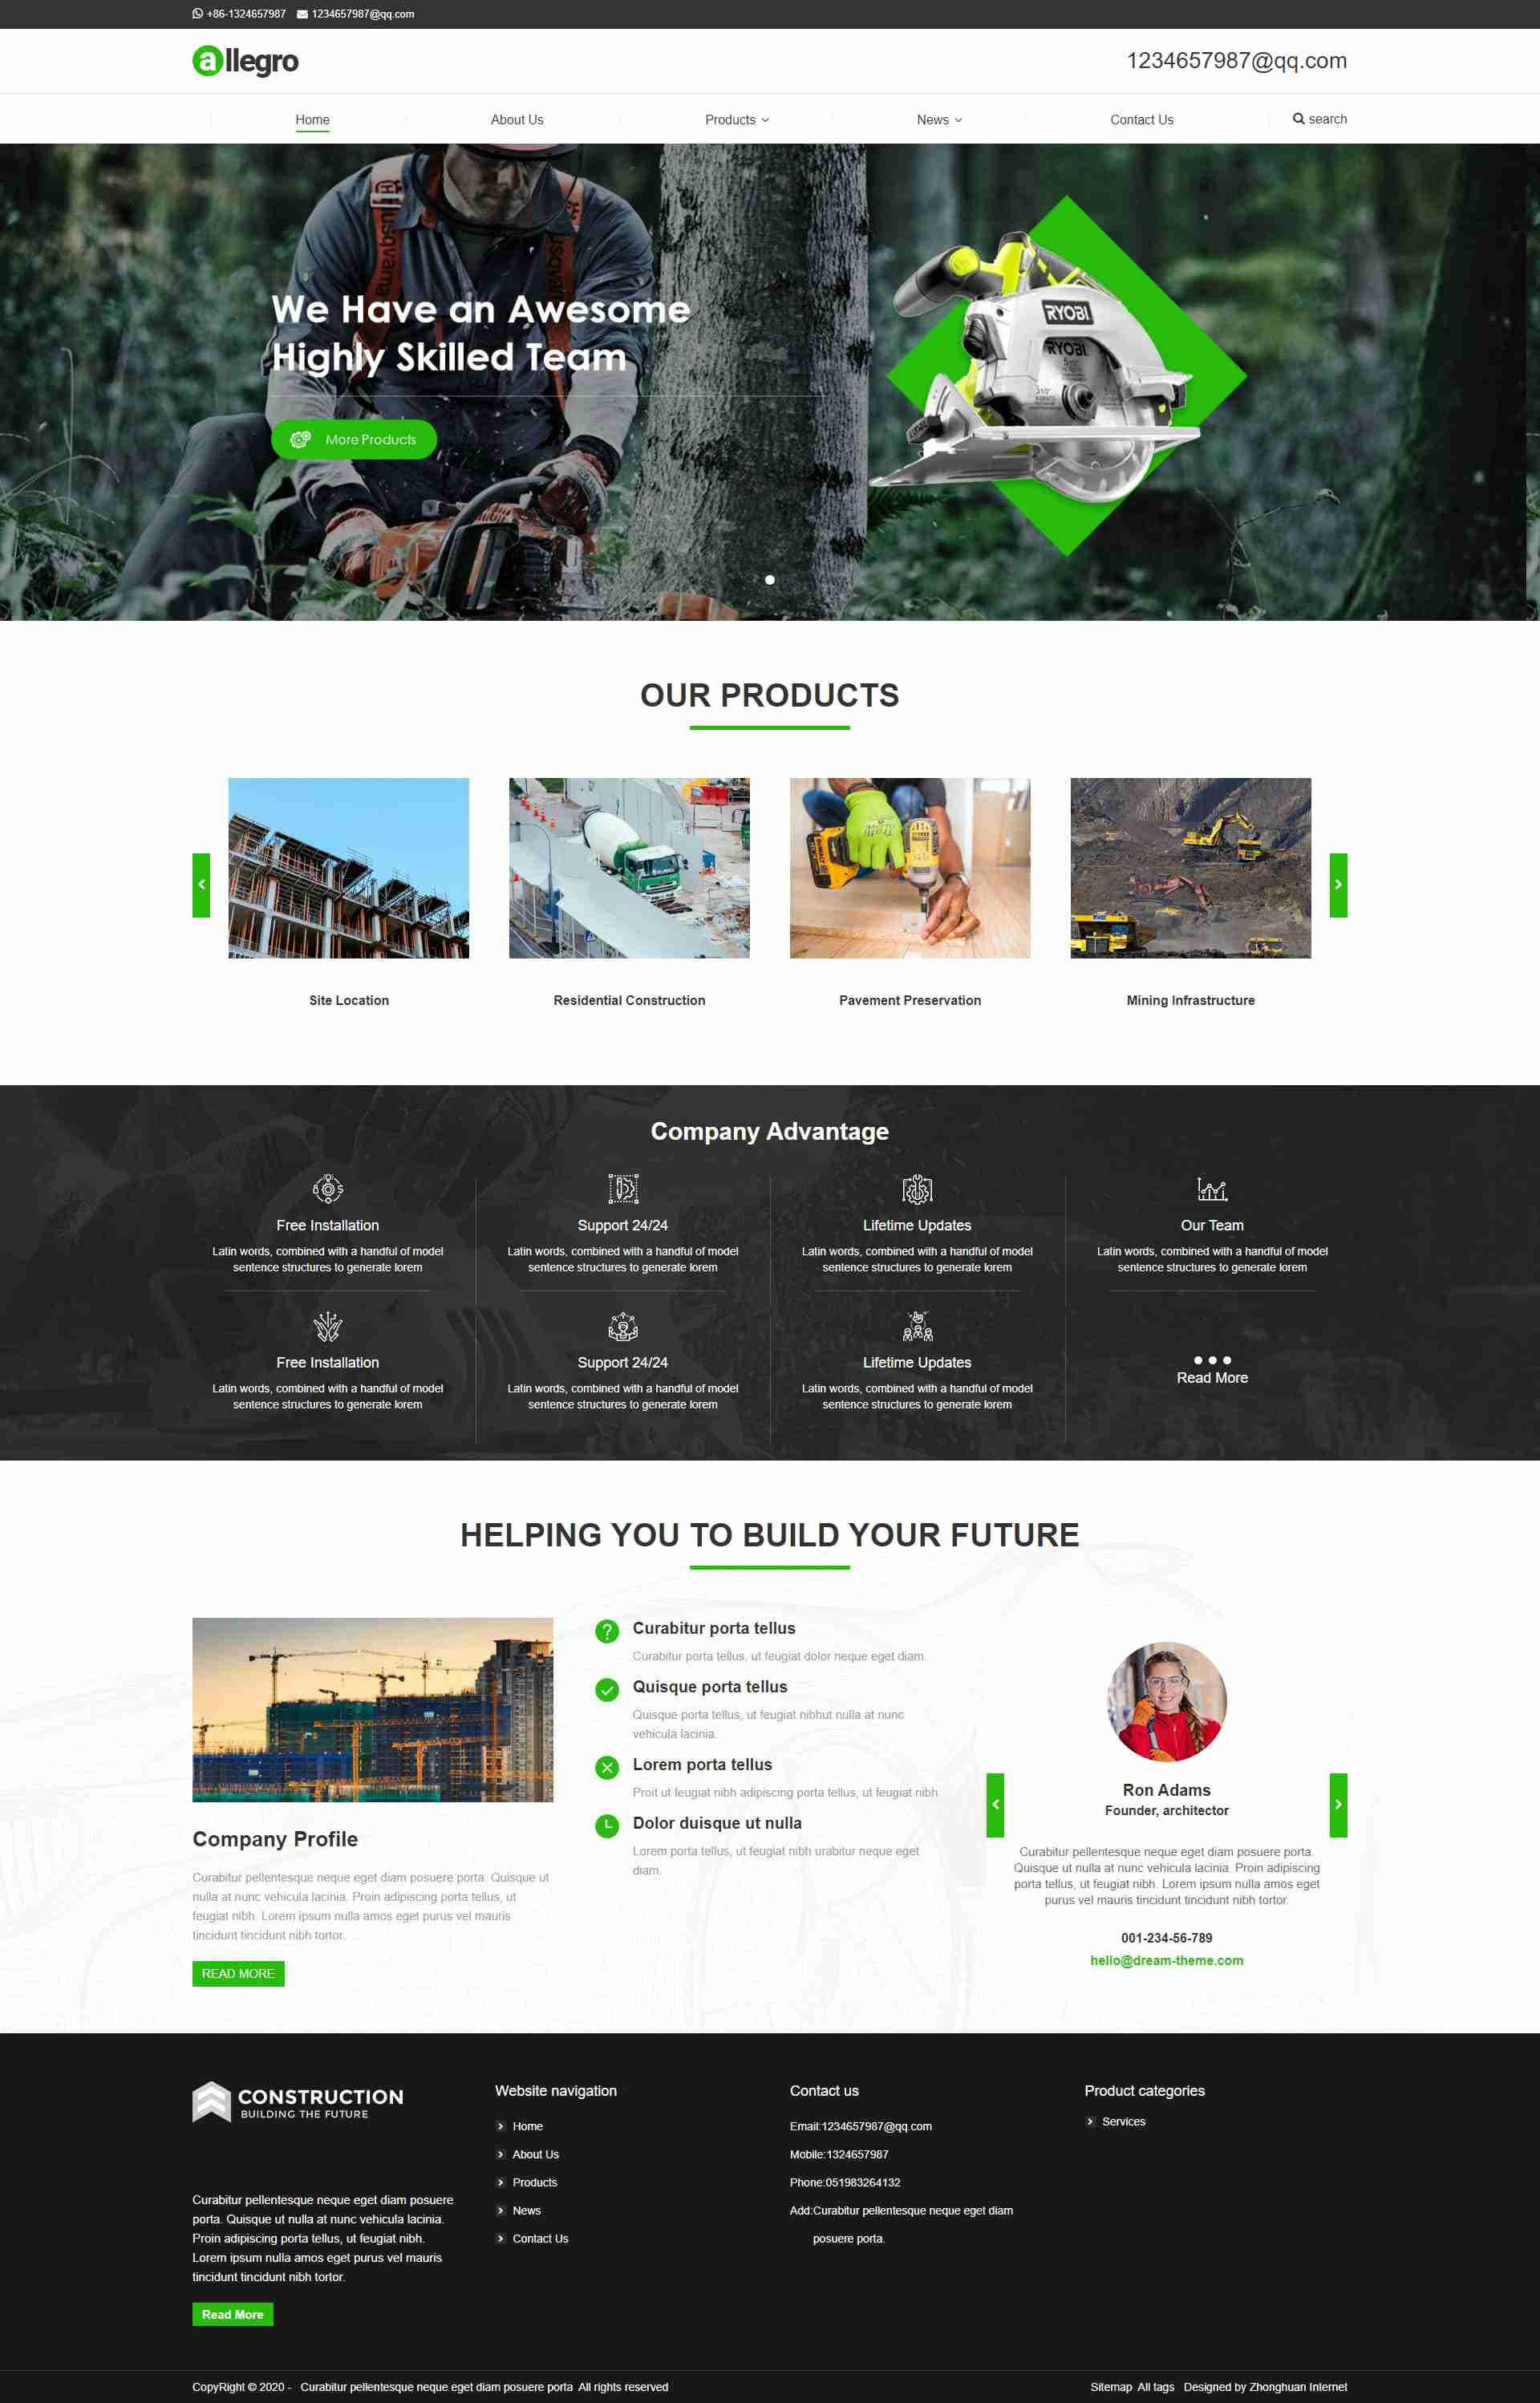 +86-1324657987 1234657987@qq.com
allegro
1234657987@qq.com
Home About Us Products News Contact Us search
Husqvarna
We Have an Awesome
Highly Skilled Team
More Products
RYOBI
RYOBI
5 1/2"
OUR PRODUCTS
Site Location
Residential Construction
Pavement Preservation
Mining Infrastructure
Company Advantage
Free Installation
Latin words, combined with a handful of model
sentence structures to generate lorem
Support 24/24
Latin words, combined with a handful of model
sentence structures to generate lorem
Lifetime Updates
Latin words, combined with a handful of model
sentence structures to generate lorem
Our Team
Latin words, combined with a handful of model
sentence structures to generate lorem
Free Installation
Latin words, combined with a handful of model
sentence structures to generate lorem
Support 24/24
Latin words, combined with a handful of model
sentence structures to generate lorem
Lifetime Updates
Latin words, combined with a handful of model
sentence structures to generate lorem
Read More
HELPING YOU TO BUILD YOUR FUTURE
Company Profile
Curabitur pellentesque neque eget diam posuere porta. Quisque ut
nulla at nunc vehicula lacinia. Proin adipiscing porta tellus, ut
feugiat nibh. Lorem ipsum nulla amos eget purus vel mauris
tincidunt tincidunt nibh tortor.
READ MORE
Curabitur porta tellus
Curabitur porta tellus, ut feugiat dolor neque eget diam.
Quisque porta tellus
Quisque porta tellus, ut feugiat nibhut nulla at nunc
vehicula lacinia.
Lorem porta tellus
Proit ut feugiat nibh adipiscing porta tellus, ut feugiat nibh.
Dolor duisque ut nulla
Lorem porta tellus, ut feugiat nibh urabitur neque eget
diam.
Ron Adams
Founder, architector
Curabitur pellentesque neque eget diam posuere porta.
Quisque ut nulla at nunc vehicula lacinia. Proin adipiscing
porta tellus, ut feugiat nibh. Lorem ipsum nulla amos eget
purus vel mauris tincidunt tincidunt nibh tortor.
001-234-56-789
hello@dream-theme.com
CONSTRUCTION
BUILDING THE FUTURE
Curabitur pellentesque neque eget diam posuere
porta. Quisque ut nulla at nunc vehicula lacinia.
Proin adipiscing porta tellus, ut feugiat nibh.
Lorem ipsum nulla amos eget purus vel mauris
tincidunt tincidunt nibh tortor.
Read More
Website navigation
Home
About Us
Products
News
Contact Us
Contact us
Email:1234657987@qq.com
Mobile:1324657987
Phone:051983264132
Add:Curabitur pellentesque neque eget diam
posuere porta.
Product categories
Services
CopyRight © 2020 - Curabitur pellentesque neque eget diam posuere porta All rights reserved
Sitemap All tags Designed by Zhonghuan Internet